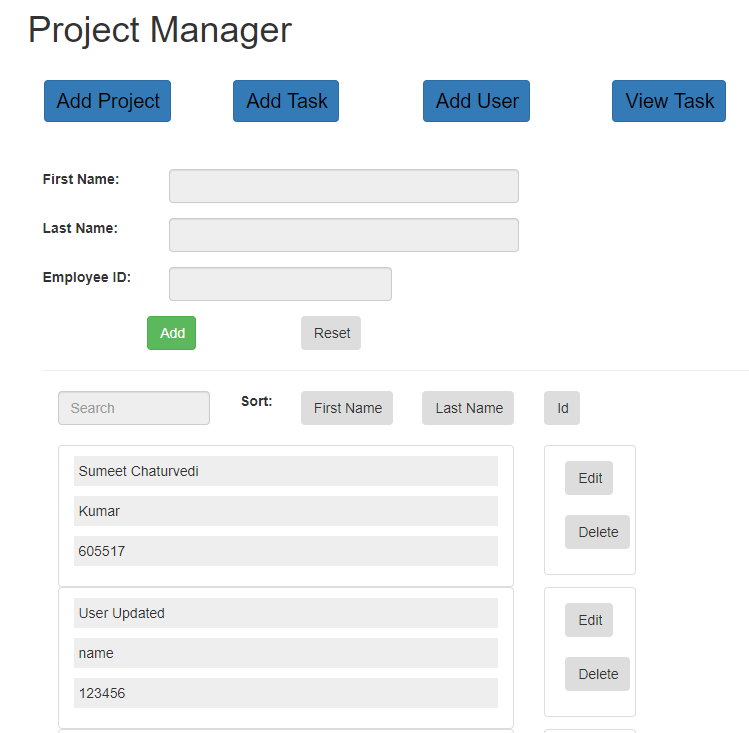 Project Manager
Add Project Add Task Add User View Task
First Name:
Last Name:
Employee ID:
Add Reset
Search Sort: First Name Last Name Id
Sumeet Chaturvedi Edit
Kumar
605517 Delete
User Updated Edit
name
123456 Delete